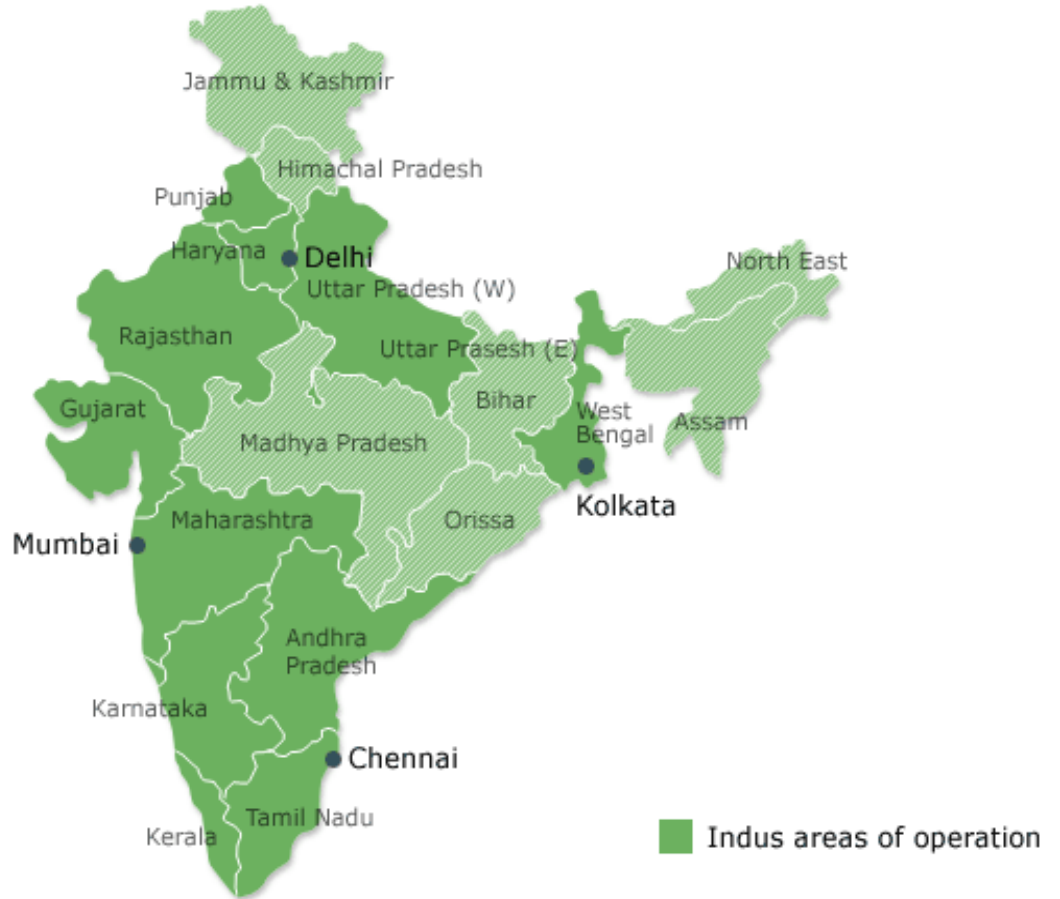 Jammu & Kashmir
Himachal Pradesh
Punjab
Haryana
Delhi
North East
Uttar Pradesh (W)
Rajasthan
Uttar Prasesh (E)
Gujarat
Bihar
West
Bengal
Assam
Madhya Pradesh
Kolkata
Maharashtra
Orissa
Mumbai
Andhra
Pradesh
Karnataka
Chennai
Tamil Nadu
Kerala
Indus areas of operation